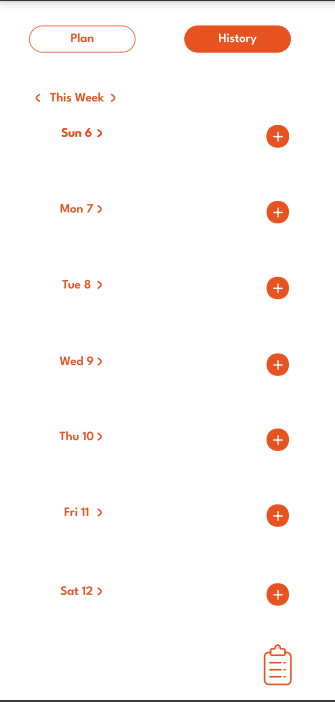 Plan
History
This Week
Sun 6
Mon 7
Tue 8
Wed 9
Thu 10
Fri 11
Sat 12